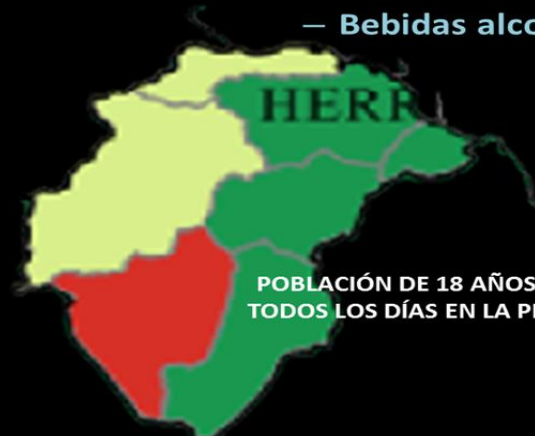 — Bebidas alco
HERR
POBLACIÓN DE 18 AÑOS
TODOS LOS DÍAS EN LA